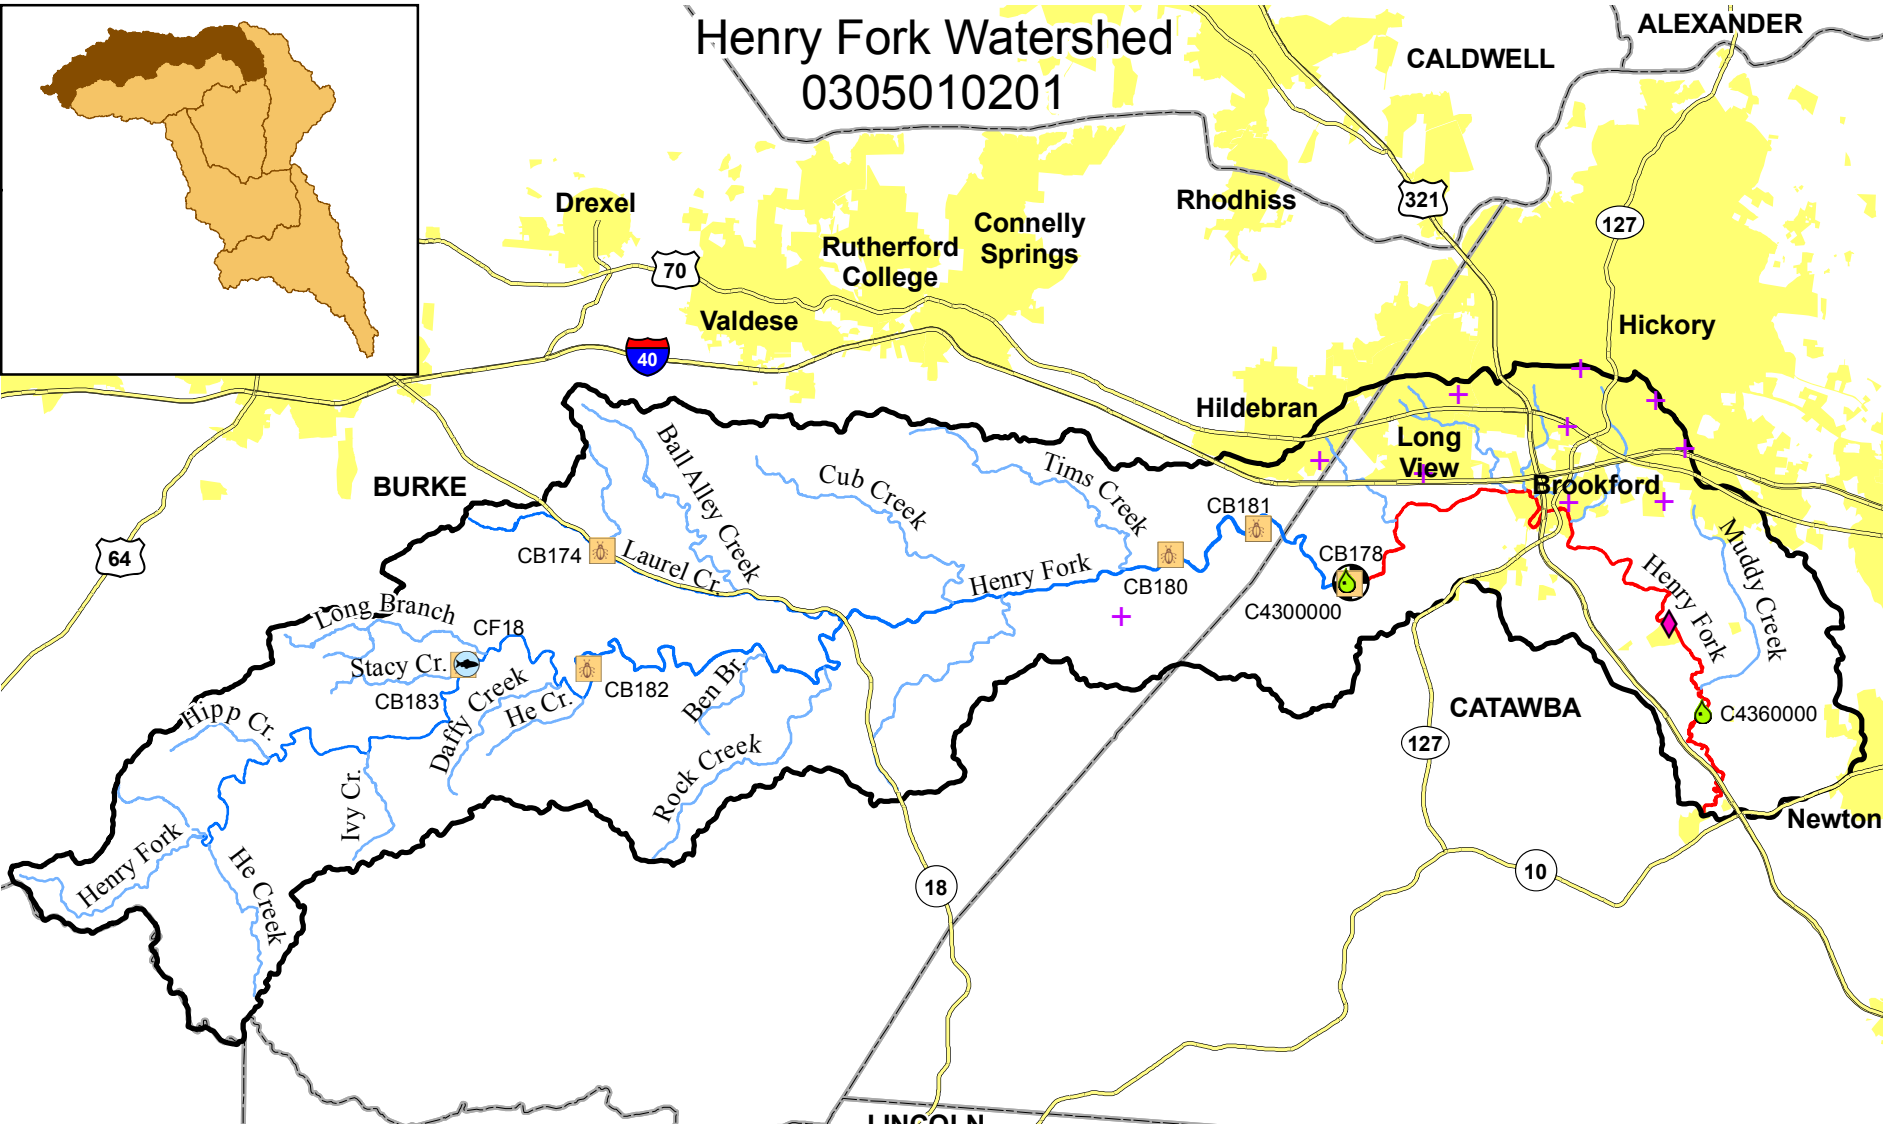 Henry Fork Watershed
0305010201
ALEXANDER
CALDWELL
321
127
Rhodhiss
Drexel
Connelly
Springs
Rutherford
College
70
Valdese
Hickory
40
Hildebran
Long
View
Brookford
BURKE
64
Ball Alley Creek
Cub Creek
Tims Creek
CB181
CB174
Laurel Cr.
Henry Fork
CB180
CB178
C4300000
Muddy Creek
Henry Fork
Long Branch
CF18
Stacy Cr.
CB183
Daffy Creek
He Cr.
CB182
Ben Br.
Hipp Cr.
Rock Creek
Ivy Cr.
CATAWBA
C4360000
127
Newton
Henry Fork
He Creek
18
10
LINCOLN